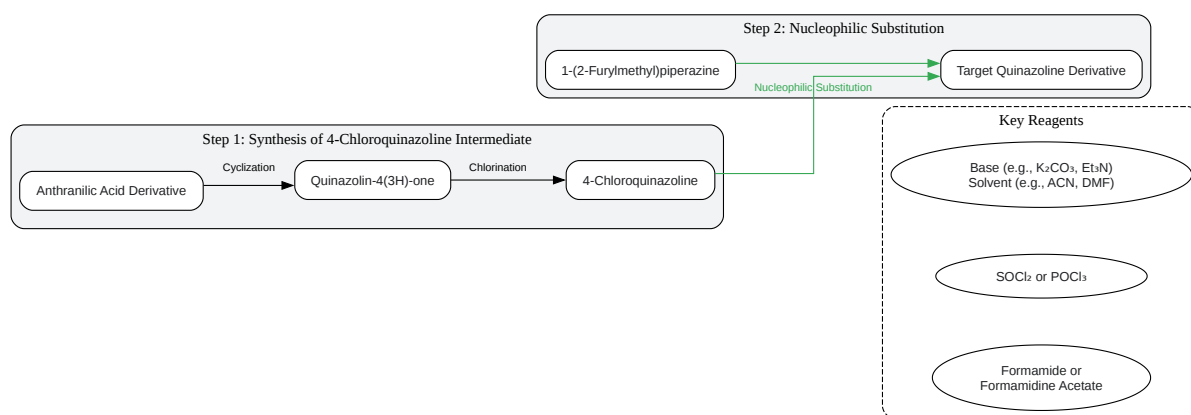 Step 2: Nucleophilic Substitution
1-(2-Furylmethyl)piperazine
Target Quinazoline Derivative
Nucleophilic Substitution
Step 1: Synthesis of 4-Chloroquinazoline Intermediate
Anthranilic Acid Derivative
Cyclization
Quinazolin-4(3H)-one
Chlorination
4-Chloroquinazoline
Key Reagents
Base (e.g., K₂CO₃, Et₃N)
Solvent (e.g., ACN, DMF)
SOCl₂ or POCl₃
Formamide or
Formamidine Acetate